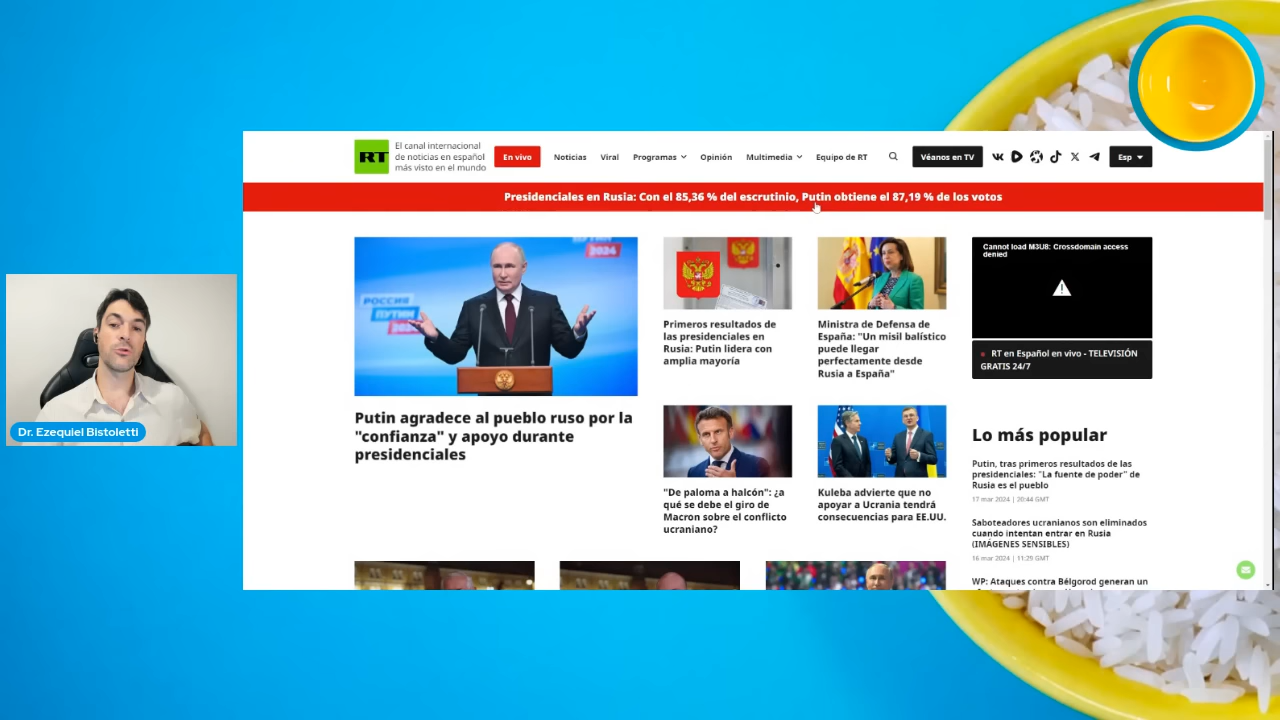 El canal internacional
de noticias en español
más visto en el mundo
RT
En vivo
Noticias
Viral
Programas
Opinión
Multimedia
Equipo de RT
Véanos en TV
Esp
Presidenciales en Rusia: Con el 85,36 % del escrutinio, Putin obtiene el 87,19 % de los votos
2024
РОССИЯ
ПУТИН
Putin agradece al pueblo ruso por la
"confianza" y apoyo durante
presidenciales
Primeros resultados de
las presidenciales en
Rusia: Putin lidera con
amplia mayoría
Ministra de Defensa de
España: "Un misil balístico
puede llegar
perfectamente desde
Rusia a España"
"De paloma a halcón": ¿a
qué se debe el giro de
Macron sobre el conflicto
ucraniano?
Kuleba advierte que no
apoyar a Ucrania tendrá
consecuencias para EE.UU.
Cannot load M3U8: Crossdomain access
denied
RT en Español en vivo - TELEVISIÓN
GRATIS 24/7
Lo más popular
Putin, tras primeros resultados de las
presidenciales: "La fuente de poder" de
Rusia es el pueblo
17 mar 2024 | 20:44 GMT
Saboteadores ucranianos son eliminados
cuando intentan entrar en Rusia
(IMÁGENES SENSIBLES)
16 mar 2024 | 11:29 GMT
WP: Ataques contra Bélgorod generan un
Dr. Ezequiel Bistoletti